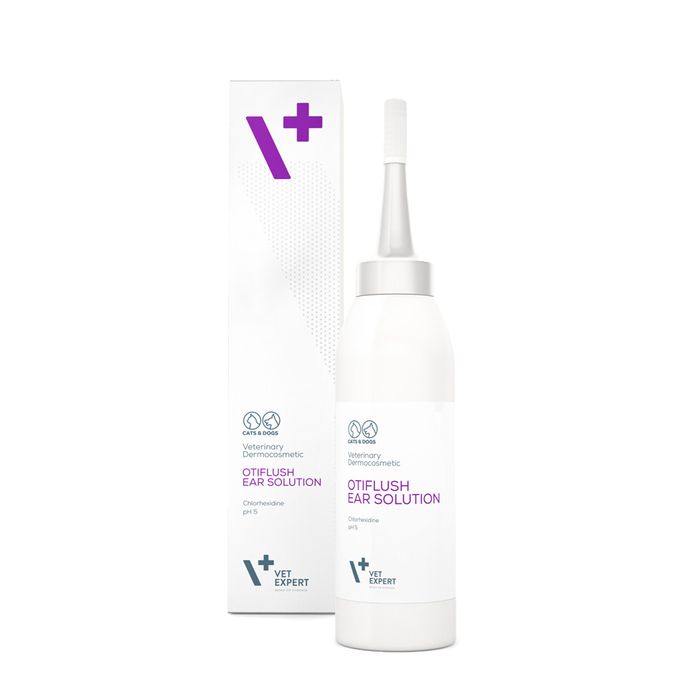 CATS & DOGS
Veterinary
Dermocosmetic
OTIFLUSH
EAR SOLUTION
Chlorhexidine
pH 5
VET
EXPERT
CATS & DOGS
Veterinary
Dermocosmetic
OTIFLUSH
EAR SOLUTION
Chlorhexidine
pH 5
VET
EXPERT